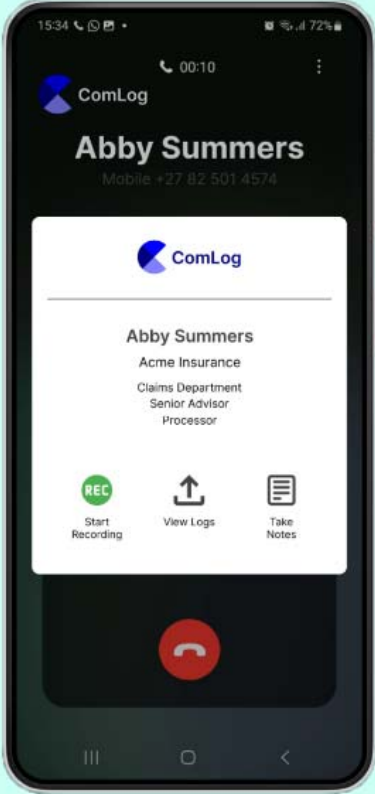 15:34
72%
00:10
ComLog
Abby Summers
Mobile +27 82 501 4574
ComLog
Abby Summers
Acme Insurance
Claims Department
Senior Advisor
Processor
REC
Start
Recording
View Logs
Take
Notes